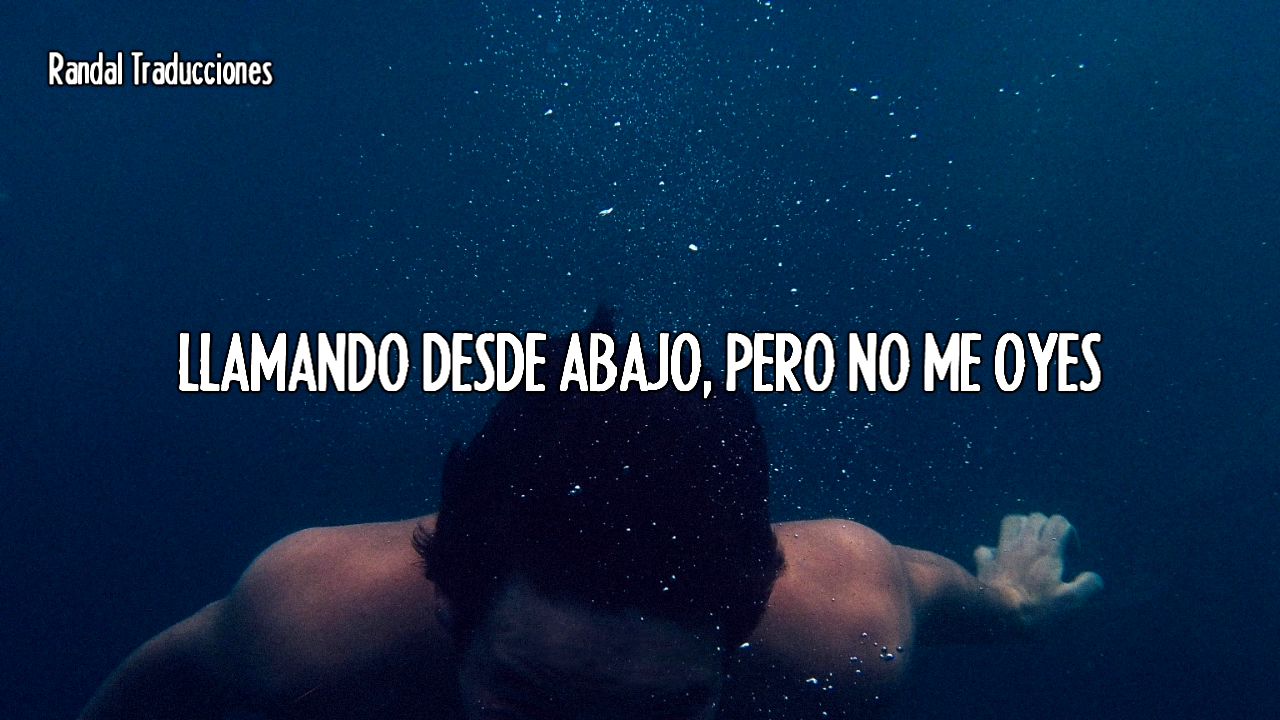 Randal Traducciones
LLAMANDO DESDE ABAJO, PERO NO ME OYES